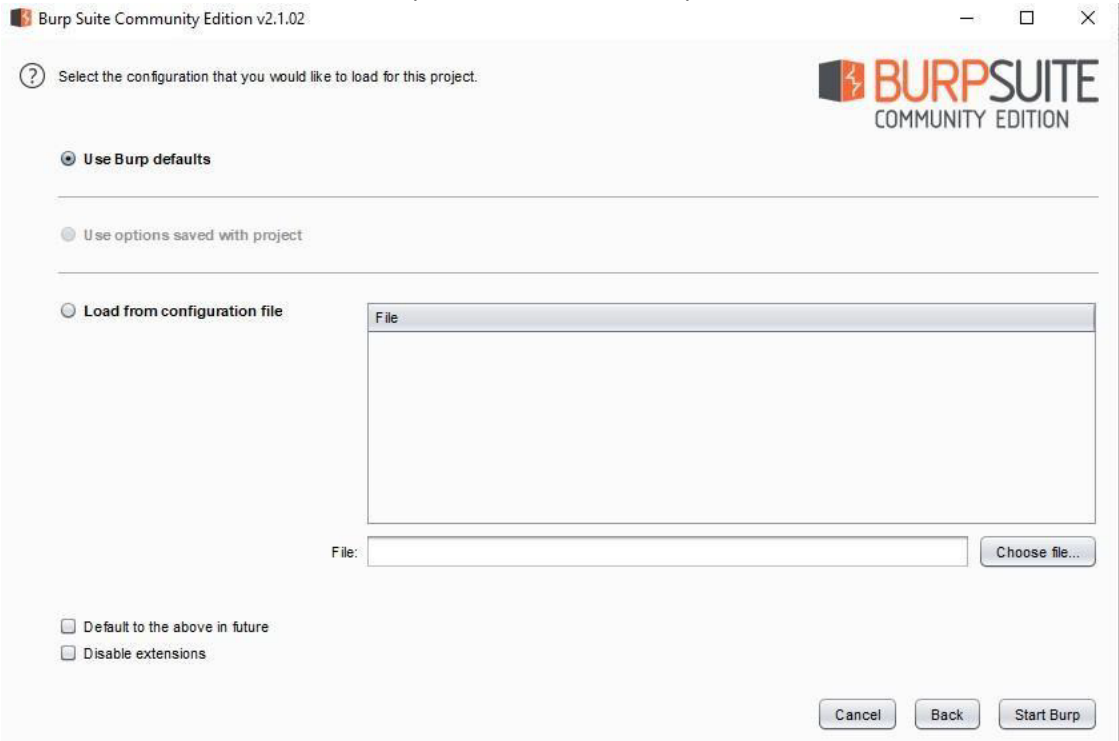 Burp Suite Community Edition v2.1.02
? Select the configuration that you would like to load for this project.
BURPSUITE
COMMUNITY EDITION
Use Burp defaults
Use options saved with project
Load from configuration file
File
File:
Choose file...
Default to the above in future
Disable extensions
Cancel
Back
Start Burp